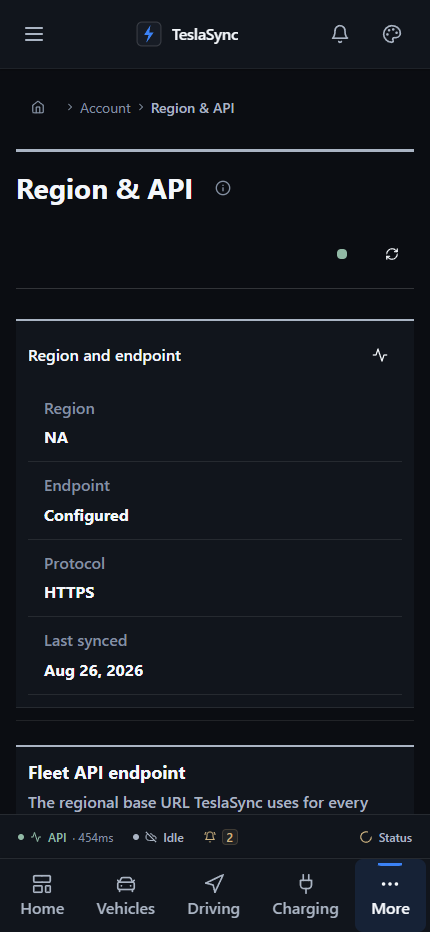 TeslaSync
Account
Region & API
Region & API
Region and endpoint
Region
NA
Endpoint
Configured
Protocol
HTTPS
Last synced
Aug 26, 2026
Fleet API endpoint
The regional base URL TeslaSync uses for every
API · 454ms
Idle
2
Status
Home
Vehicles
Driving
Charging
More